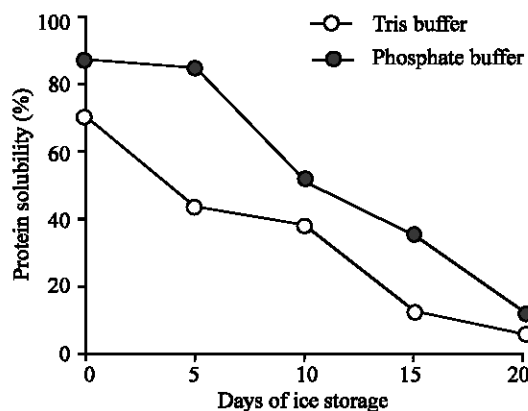 Tris buffer
Phosphate buffer
Protein solubility (%)
100
80
60
40
20
0
0 5 10 15 20
Days of ice storage